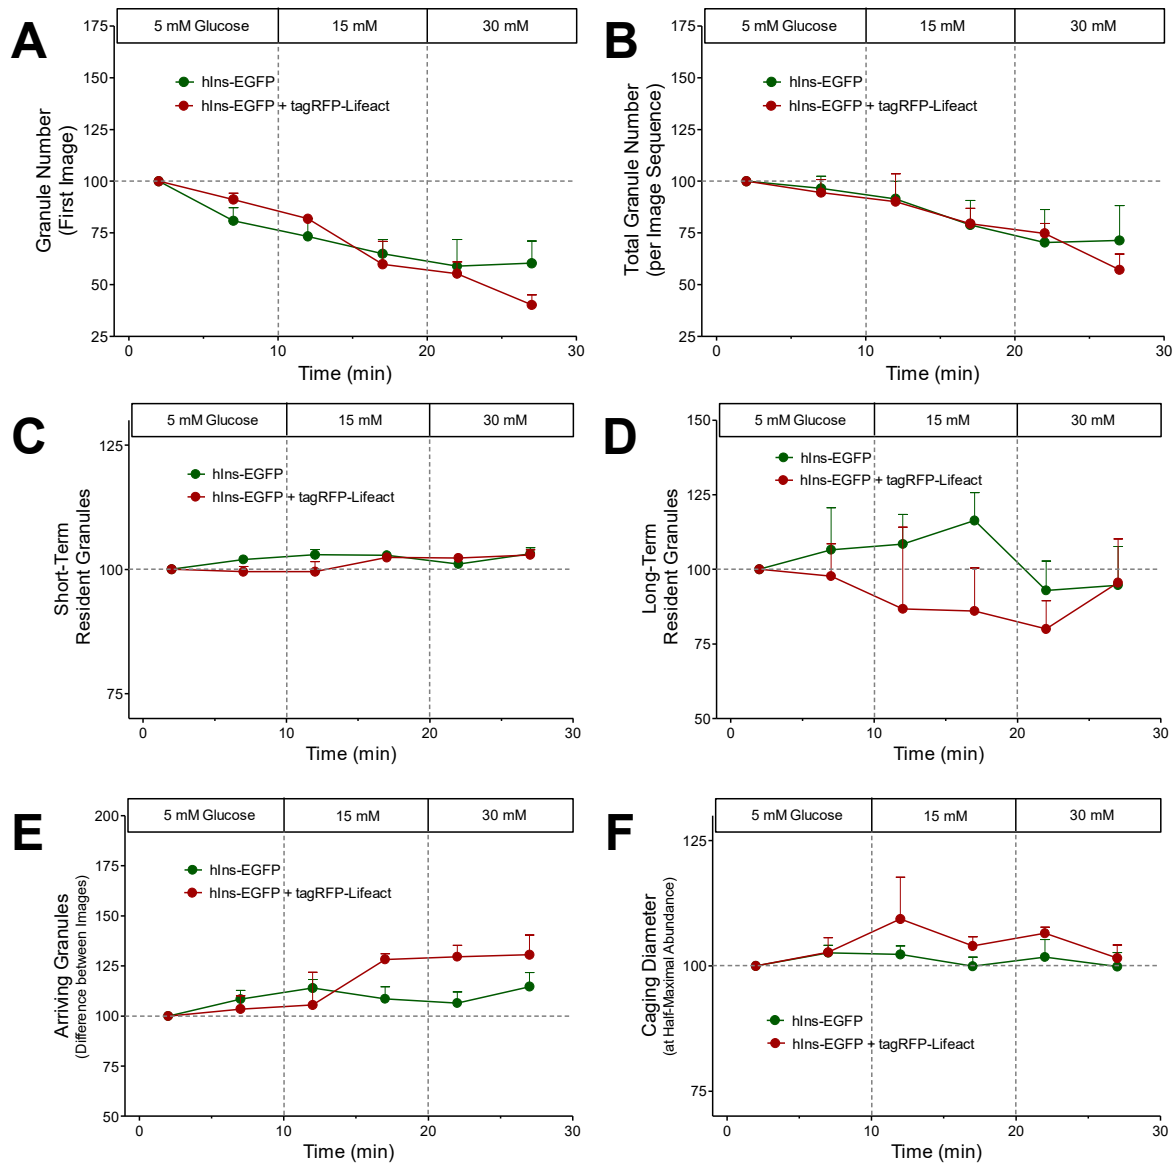 A
5 mM Glucose
15 mM
30 mM
175
150
125
100
75
50
25
Granule Number
(First Image)
hIns-EGFP
hIns-EGFP + tagRFP-Lifeact
0
10
20
30
Time (min)
B
5 mM Glucose
15 mM
30 mM
175
150
125
100
75
50
25
Total Granule Number
(per Image Sequence)
hIns-EGFP
hIns-EGFP + tagRFP-Lifeact
0
10
20
30
Time (min)
C
5 mM Glucose
15 mM
30 mM
125
100
75
Short-Term
Resident Granules
hIns-EGFP
hIns-EGFP + tagRFP-Lifeact
0
10
20
30
Time (min)
D
5 mM Glucose
15 mM
30 mM
150
125
100
75
50
Long-Term
Resident Granules
hIns-EGFP
hIns-EGFP + tagRFP-Lifeact
0
10
20
30
Time (min)
E
5 mM Glucose
15 mM
30 mM
200
175
150
125
100
75
50
Arriving Granules
(Difference between Images)
hIns-EGFP
hIns-EGFP + tagRFP-Lifeact
0
10
20
30
Time (min)
F
5 mM Glucose
15 mM
30 mM
125
100
75
Caging Diameter
(at Half-Maximal Abundance)
hIns-EGFP
hIns-EGFP + tagRFP-Lifeact
0
10
20
30
Time (min)